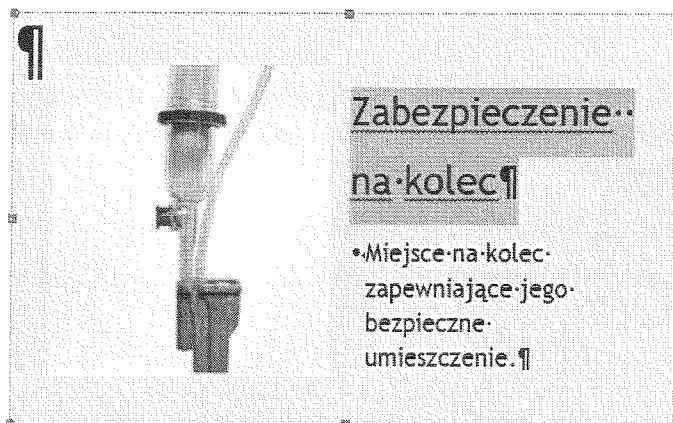 ¶
Zabezpieczenie··
na·kolec¶
•Miejsce·na·kolec·
zapewniające·jego·
bezpieczne·
umieszczenie.¶